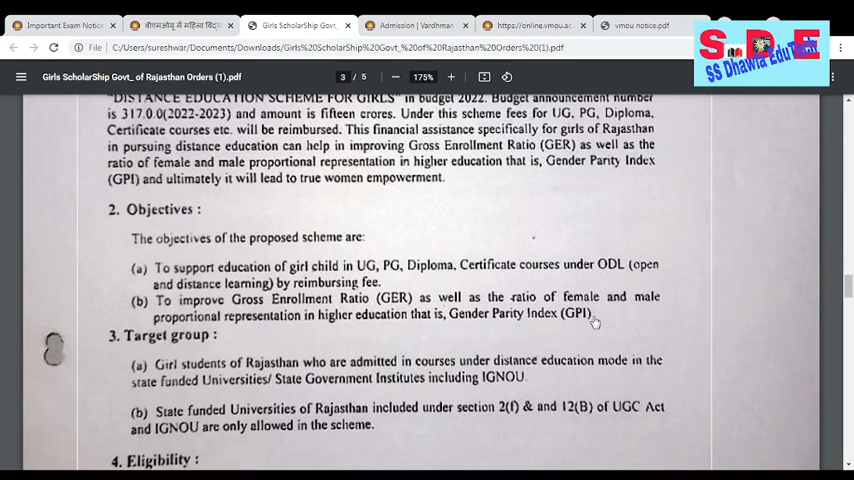 Important Exam Notice
वीएमओयू में महिला विद्य
Girls ScholarShip Govt_
Admission | Vardhman
https://online.vmou.ac
vmou notice.pdf
File | C:/Users/sureshwar/Documents/Downloads/Girls%20ScholarShip%20Govt_%20of%20Rajasthan%20Orders%20(1).pdf
S D E
SS Dhawla EduTech
Girls ScholarShip Govt_ of Rajasthan Orders (1).pdf
3 / 5
175%
"DISTANCE EDUCATION SCHEME FOR GIRLS" in budget 2022. Budget announcement number
is 317.0.0(2022-2023) and amount is fifteen crores. Under this scheme fees for UG, PG, Diploma,
Certificate courses etc. will be reimbursed. This financial assistance specifically for girls of Rajasthan
in pursuing distance education can help in improving Gross Enrollment Ratio (GER) as well as the
ratio of female and male proportional representation in higher education that is, Gender Parity Index
(GPI) and ultimately it will lead to true women empowerment.
2. Objectives :
The objectives of the proposed scheme are:
(a) To support education of girl child in UG, PG, Diploma, Certificate courses under ODL (open
and distance learning) by reimbursing fee.
(b) To improve Gross Enrollment Ratio (GER) as well as the ratio of female and male
proportional representation in higher education that is, Gender Parity Index (GPI)
3. Target group :
(a) Girl students of Rajasthan who are admitted in courses under distance education mode in the
state funded Universities/ State Government Institutes including IGNOU.
(b) State funded Universities of Rajasthan included under section 2(f) & and 12(B) of UGC Act
and IGNOU are only allowed in the scheme.
4. Eligibility :